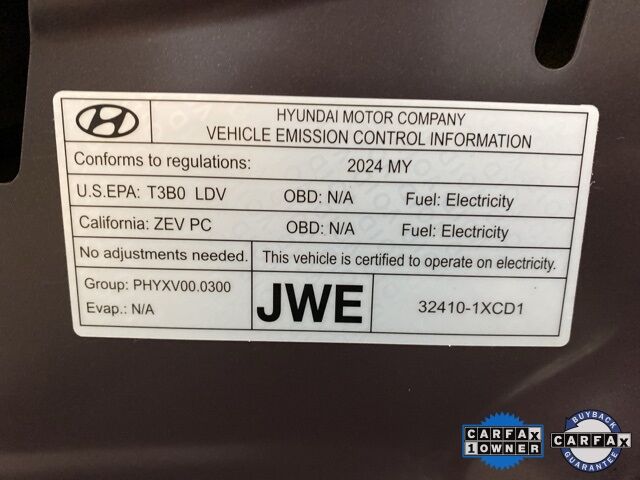 HYUNDAI MOTOR COMPANY
VEHICLE EMISSION CONTROL INFORMATION
Conforms to regulations: 2024 MY
U.S.EPA: T3B0 LDV OBD: N/A Fuel: Electricity
California: ZEV PC OBD: N/A Fuel: Electricity
No adjustments needed. This vehicle is certified to operate on electricity.
Group: PHYXV00.0300
Evap.: N/A
JWE
32410-1XCD1
CARFAX
1 OWNER
BUYBACK
CARFAX
GUARANTEE